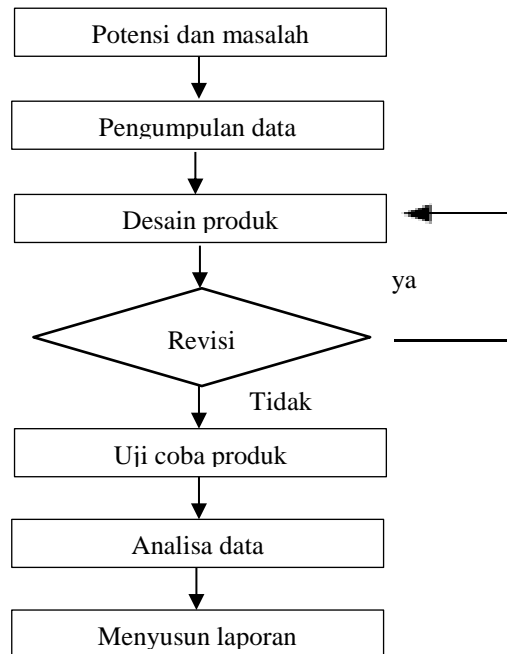 Potensi dan masalah
Pengumpulan data
Desain produk
ya
Revisi
Tidak
Uji coba produk
Analisa data
Menyusun laporan